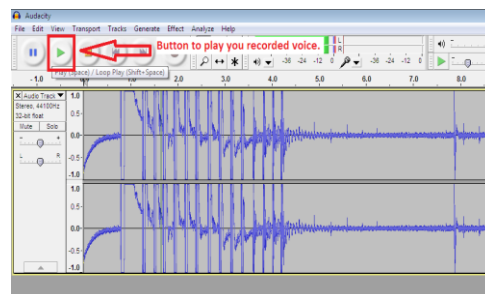 Audacity
File Edit View Transport Tracks Generate Effect Analyze Help
Button to play you recorded voice.
L
R
-36 -24 -12 0 -36 -24 -12 0
Play (Space) / Loop Play (Shift+Space)
-1.0 1.0 2.0 3.0 4.0 5.0 6.0 7.0 8.0
Audio Track 1.0
Stereo, 44100Hz
32-bit float 0.5
Mute Solo
- + 0.0
L R
-0.5
-1.0
1.0
0.5
0.0
-0.5
-1.0